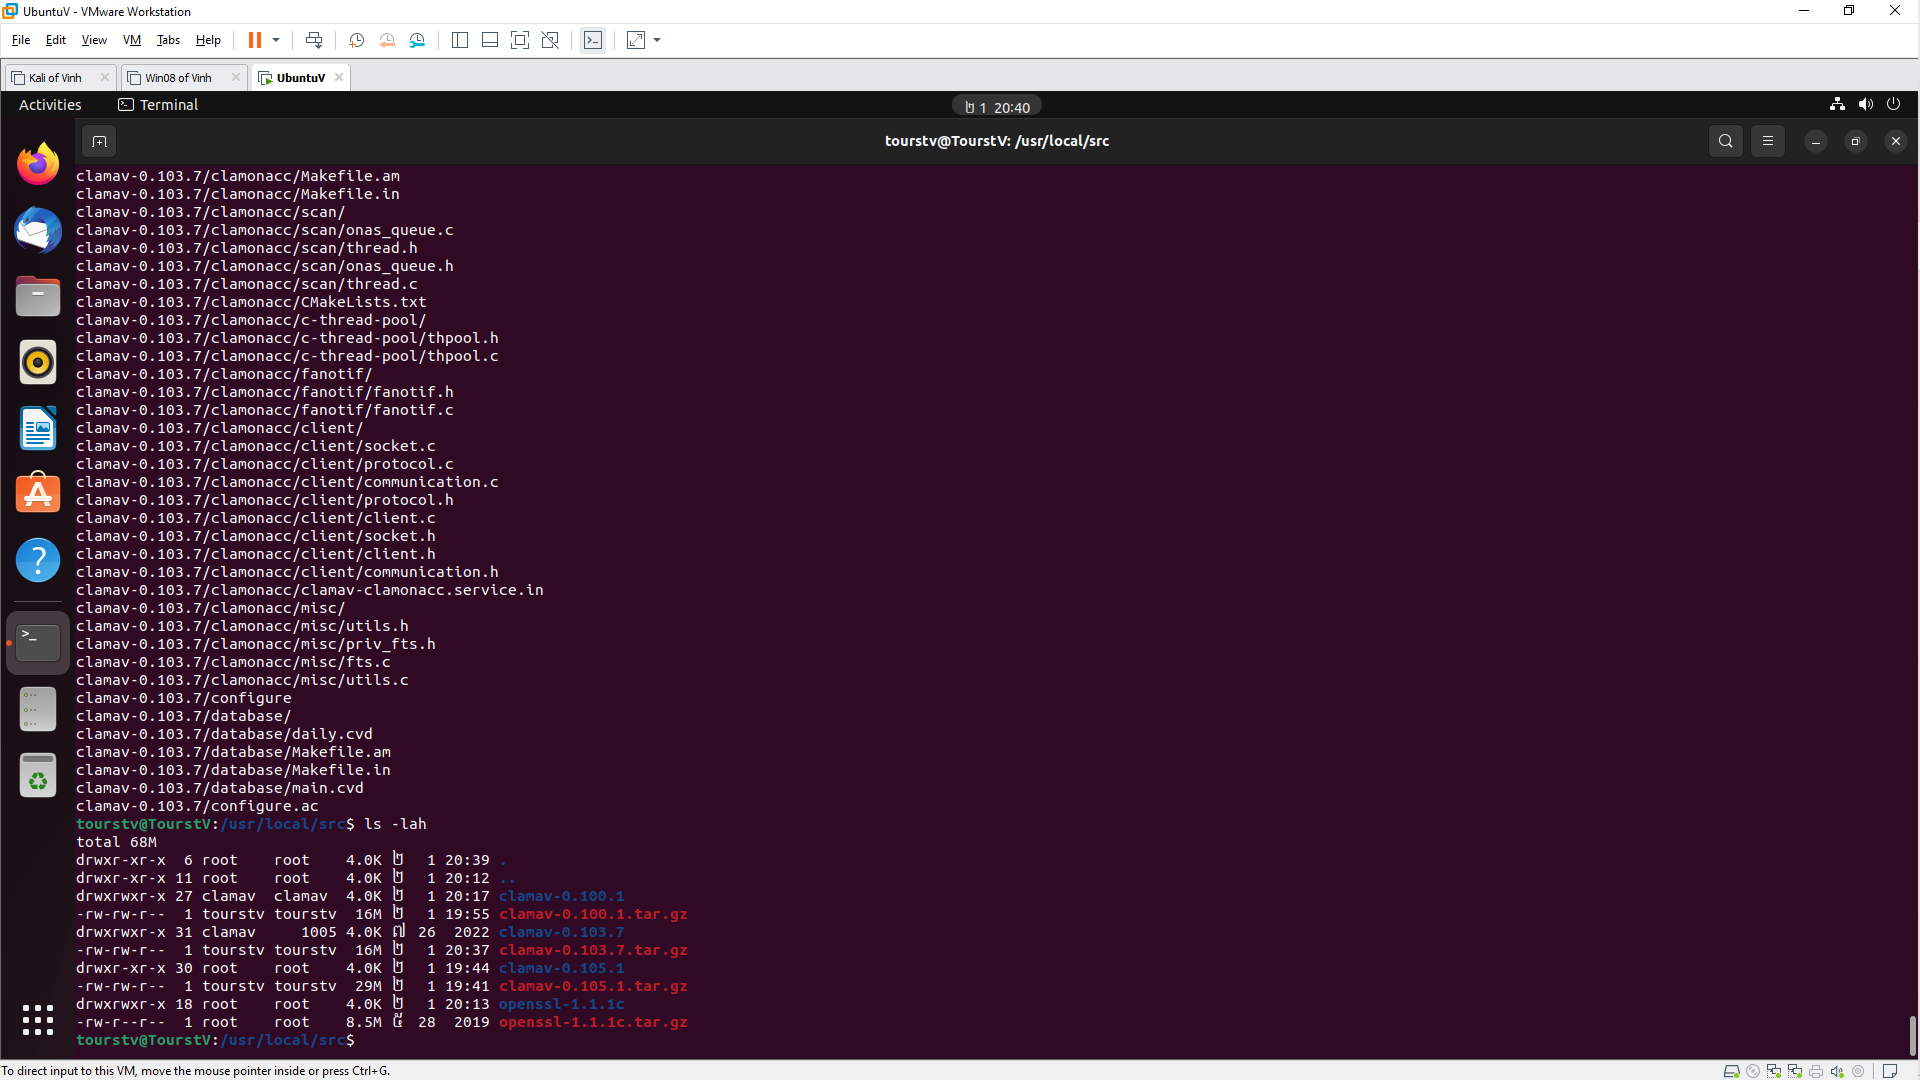 UbuntuV - VMware Workstation
File Edit View VM Tabs Help
Kali of Vinh Win08 of Vinh UbuntuV
Activities Terminal 1 20:40
tourstv@TourstV: /usr/local/src
clamav-0.103.7/clamonacc/Makefile.am
clamav-0.103.7/clamonacc/Makefile.in
clamav-0.103.7/clamonacc/scan/
clamav-0.103.7/clamonacc/scan/onas_queue.c
clamav-0.103.7/clamonacc/scan/thread.h
clamav-0.103.7/clamonacc/scan/onas_queue.h
clamav-0.103.7/clamonacc/scan/thread.c
clamav-0.103.7/clamonacc/CMakeLists.txt
clamav-0.103.7/clamonacc/c-thread-pool/
clamav-0.103.7/clamonacc/c-thread-pool/thpool.h
clamav-0.103.7/clamonacc/c-thread-pool/thpool.c
clamav-0.103.7/clamonacc/fanotif/
clamav-0.103.7/clamonacc/fanotif/fanotif.h
clamav-0.103.7/clamonacc/fanotif/fanotif.c
clamav-0.103.7/clamonacc/client/
clamav-0.103.7/clamonacc/client/socket.c
clamav-0.103.7/clamonacc/client/protocol.c
clamav-0.103.7/clamonacc/client/communication.c
clamav-0.103.7/clamonacc/client/protocol.h
clamav-0.103.7/clamonacc/client/client.c
clamav-0.103.7/clamonacc/client/socket.h
clamav-0.103.7/clamonacc/client/client.h
clamav-0.103.7/clamonacc/client/communication.h
clamav-0.103.7/clamonacc/clamav-clamonacc.service.in
clamav-0.103.7/clamonacc/misc/
clamav-0.103.7/clamonacc/misc/utils.h
clamav-0.103.7/clamonacc/misc/priv_fts.h
clamav-0.103.7/clamonacc/misc/fts.c
clamav-0.103.7/clamonacc/misc/utils.c
clamav-0.103.7/configure
clamav-0.103.7/database/
clamav-0.103.7/database/daily.cvd
clamav-0.103.7/database/Makefile.am
clamav-0.103.7/database/Makefile.in
clamav-0.103.7/database/main.cvd
clamav-0.103.7/configure.ac
tourstv@TourstV:/usr/local/src$ ls -lah
total 68M
drwxr-xr-x 6 root root 4.0K 1 20:39 .
drwxr-xr-x 11 root root 4.0K 1 20:12 ..
drwxrwxr-x 27 clamav clamav 4.0K 1 20:17 clamav-0.100.1
-rw-rw-r-- 1 tourstv tourstv 16M 1 19:55 clamav-0.100.1.tar.gz
drwxrwxr-x 31 clamav 1005 4.0K 26 2022 clamav-0.103.7
-rw-rw-r-- 1 tourstv tourstv 16M 1 20:37 clamav-0.103.7.tar.gz
drwxr-xr-x 30 root root 4.0K 1 19:44 clamav-0.105.1
-rw-rw-r-- 1 tourstv tourstv 29M 1 19:41 clamav-0.105.1.tar.gz
drwxrwxr-x 18 root root 4.0K 1 20:13 openssl-1.1.1c
-rw-r--r-- 1 root root 8.5M 28 2019 openssl-1.1.1c.tar.gz
tourstv@TourstV:/usr/local/src$
To direct input to this VM, move the mouse pointer inside or press Ctrl+G.